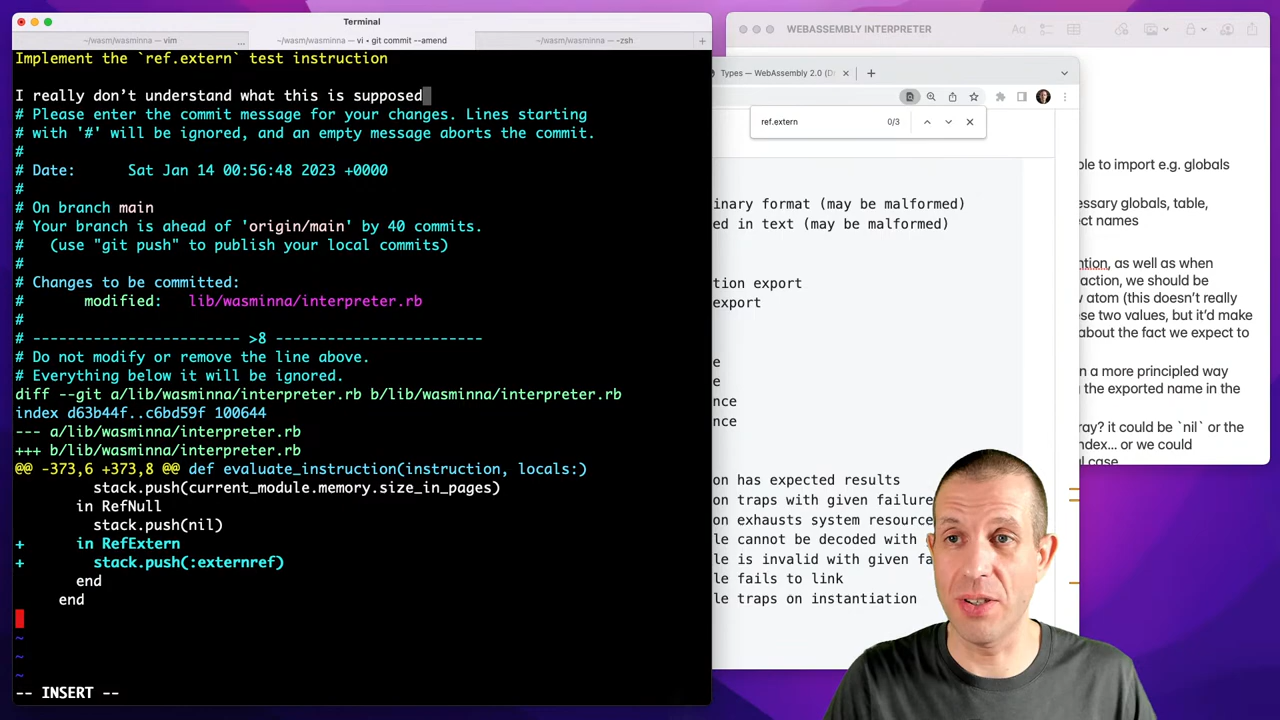 Terminal
~/wasm/wasminna — vim
...
~/wasm/wasminna — vi • git commit --amend
~/wasm/wasminna — -zsh
+
Implement the `ref.extern` test instruction
I really don’t understand what this is supposed
# Please enter the commit message for your changes. Lines starting
# with '#' will be ignored, and an empty message aborts the commit.
#
# Date:      Sat Jan 14 00:56:48 2023 +0000
#
# On branch main
# Your branch is ahead of 'origin/main' by 40 commits.
#   (use "git push" to publish your local commits)
#
# Changes to be committed:
#       modified:   lib/wasminna/interpreter.rb
#
# ------------------------ >8 ------------------------
# Do not modify or remove the line above.
# Everything below it will be ignored.
diff --git a/lib/wasminna/interpreter.rb b/lib/wasminna/interpreter.rb
index d63b44f..c6bd59f 100644
--- a/lib/wasminna/interpreter.rb
+++ b/lib/wasminna/interpreter.rb
@@ -373,6 +373,8 @@ def evaluate_instruction(instruction, locals:)
         stack.push(current_module.memory.size_in_pages)
       in RefNull
         stack.push(nil)
+      in RefExtern
+        stack.push(:externref)
       end
     end
~
~
~
-- INSERT --
WEBASSEMBLY INTERPRETER
Aa
Types — WebAssembly 2.0 (Dr
ref.extern
0/3
inary format (may be malformed)
ed in text (may be malformed)
tion export
export
e
e
nce
nce
on has expected results
on traps with given failure
on exhausts system resource
le cannot be decoded with
le is invalid with given fa
le fails to link
le traps on instantiation
ble to import e.g. globals
essary globals, table,
ect names
ntion, as well as when
action, we should be
w atom (this doesn’t really
ese two values, but it’d make
about the fact we expect to
n a more principled way
g the exported name in the
ray? it could be `nil` or the
ndex... or we could
al case